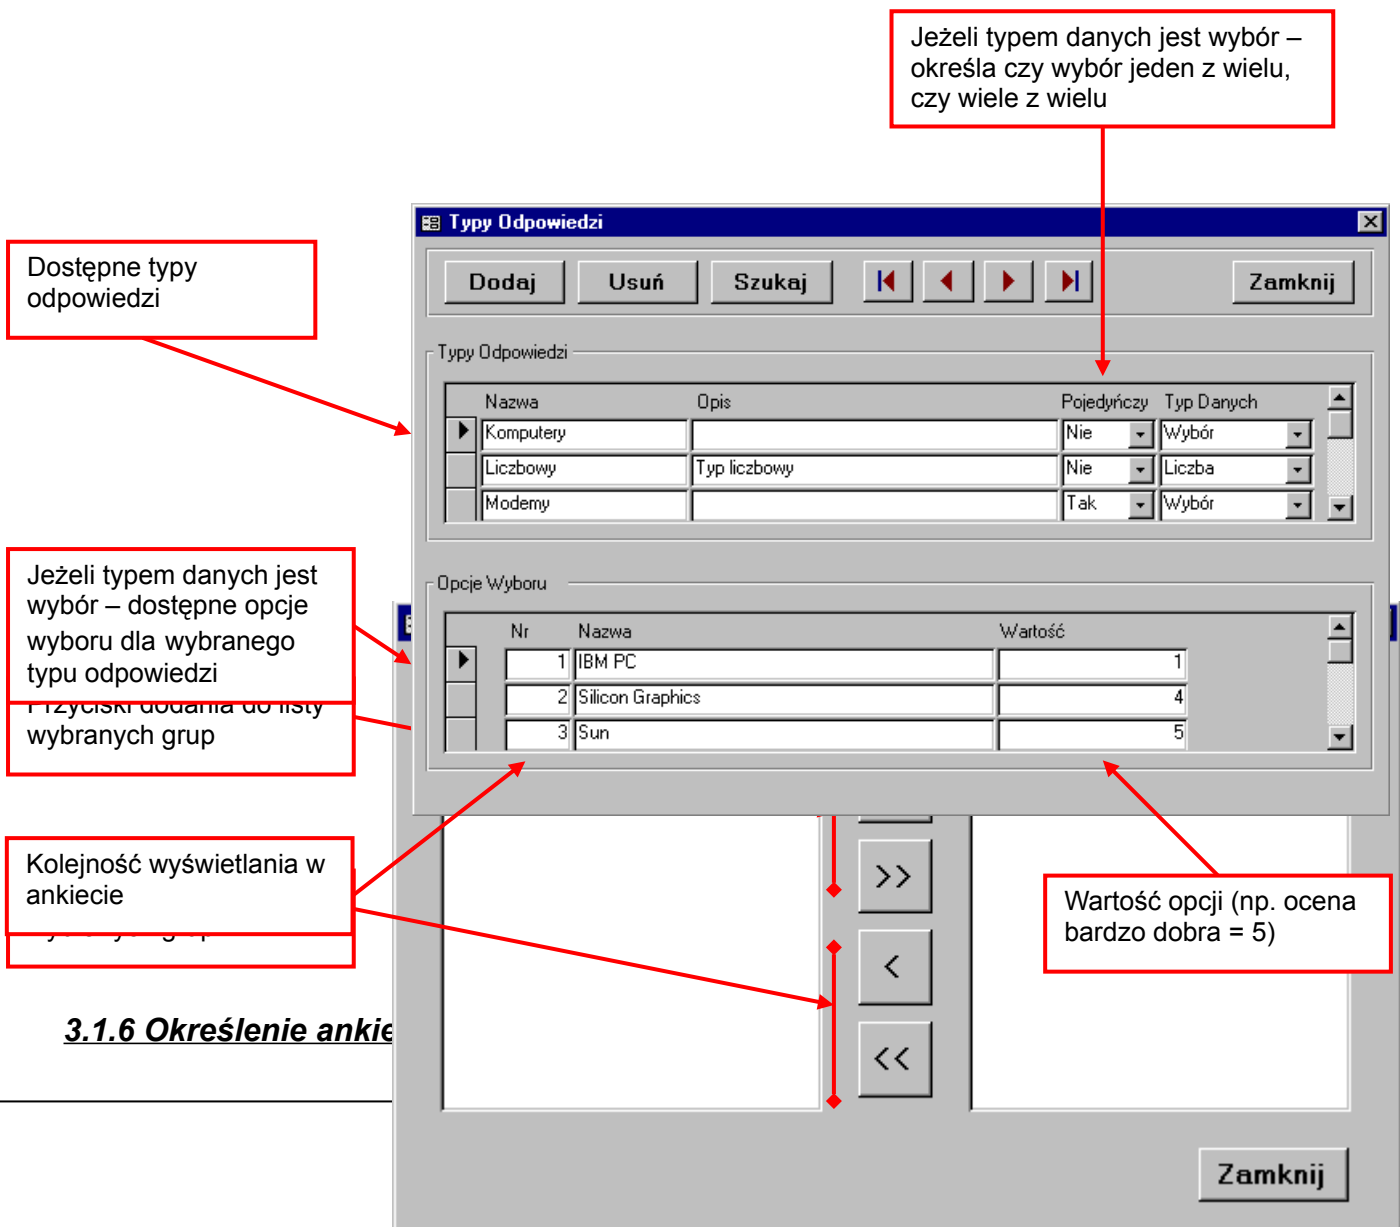 Jeżeli typem danych jest wybór –
określa czy wybór jeden z wielu,
czy wiele z wielu
Typy Odpowiedzi
Dostępne typy
odpowiedzi
Dodaj Usuń Szukaj Zamknij
Typy Odpowiedzi
Nazwa Opis Pojedyńczy Typ Danych
Komputery Nie Wybór
Liczbowy Typ liczbowy Nie Liczba
Modemy Tak Wybór
Jeżeli typem danych jest
wybór – dostępne opcje
wyboru dla wybranego
typu odpowiedzi
Przyciski dodania do listy
wybranych grup
Opcje Wyboru
Nr Nazwa Wartość
1 IBM PC 1
2 Silicon Graphics 4
3 Sun 5
Kolejność wyświetlania w
ankiecie
>>
<
<<
Wartość opcji (np. ocena
bardzo dobra = 5)
3.1.6 Określenie ankie
Zamknij